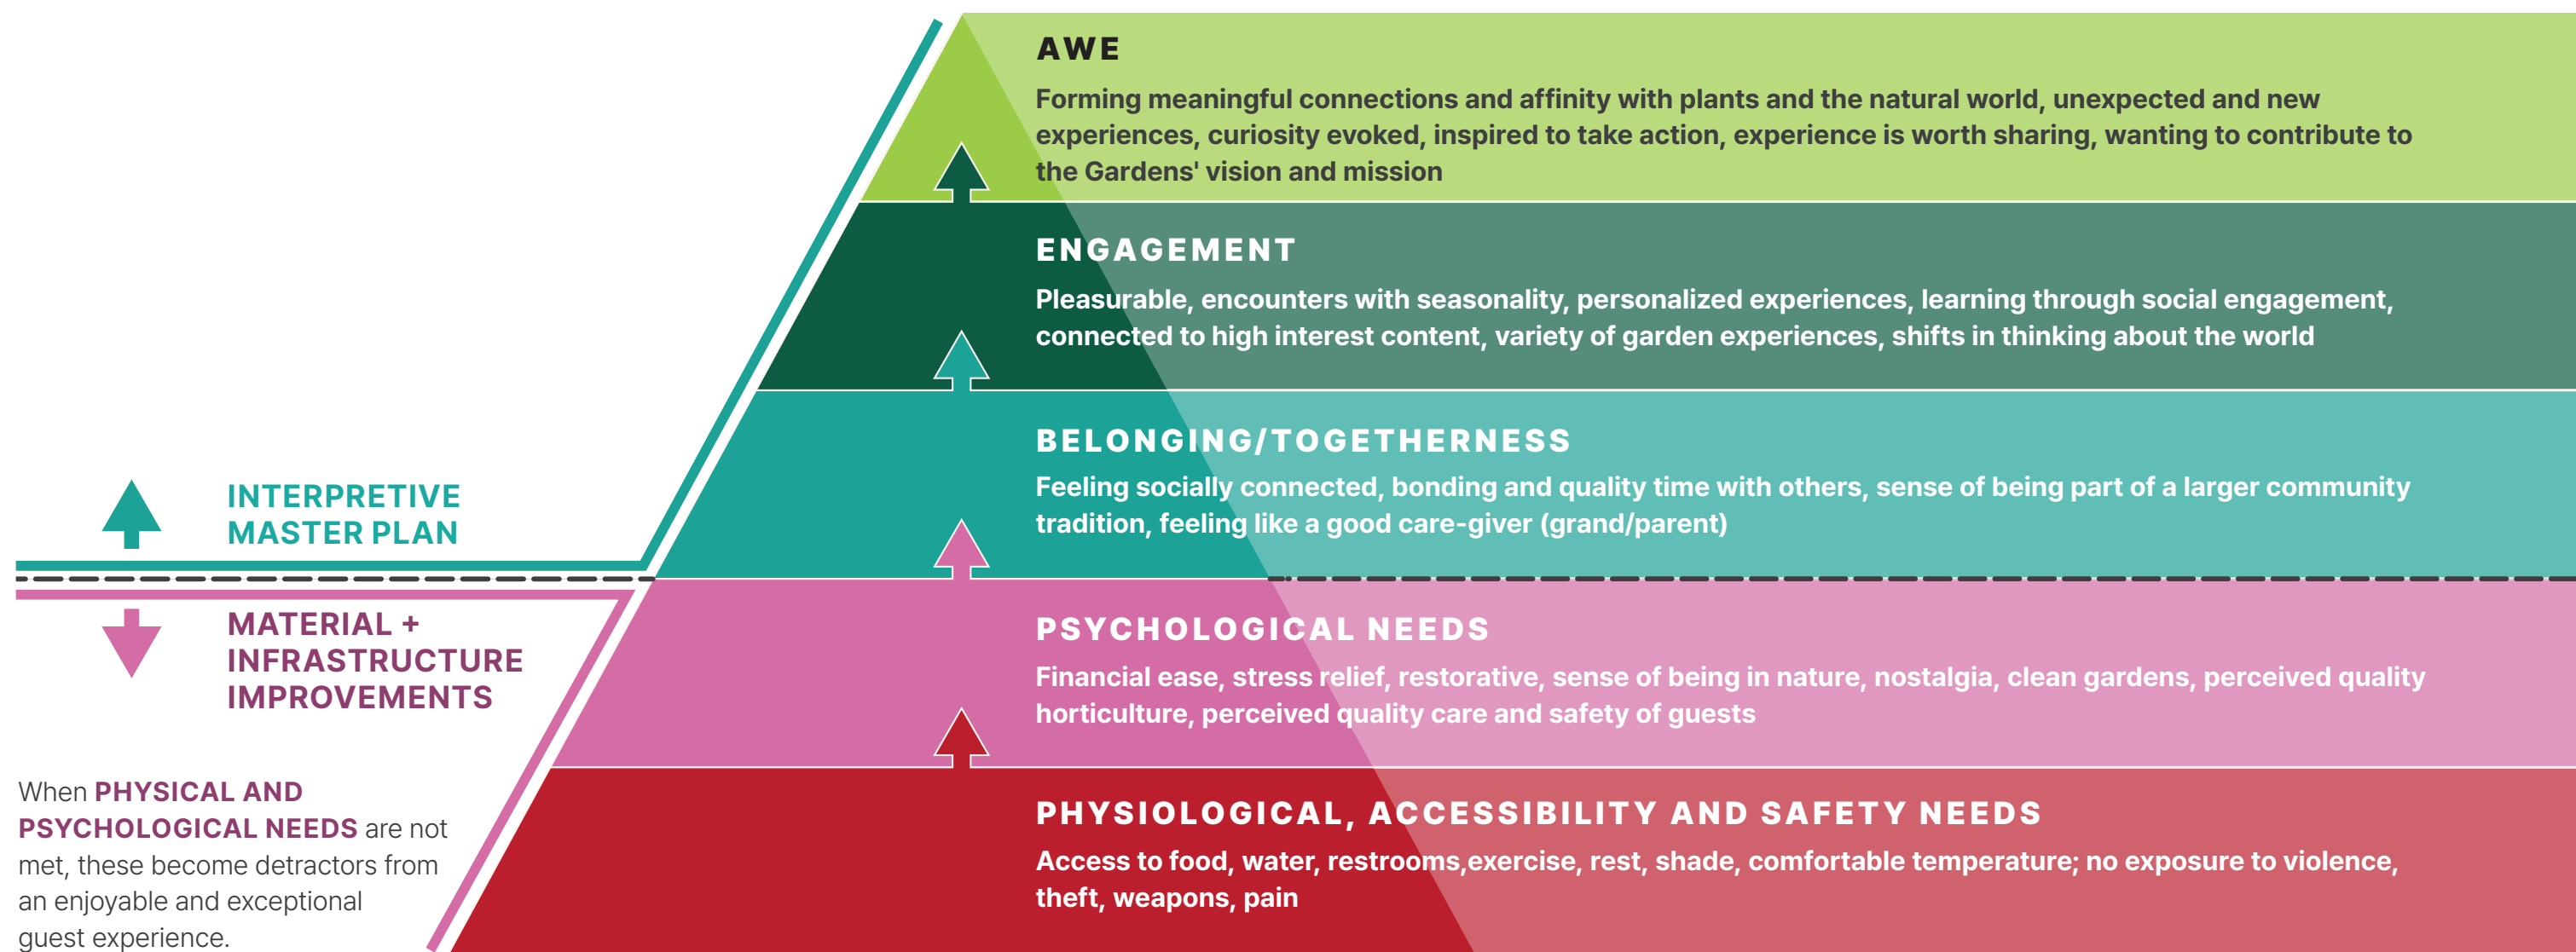 AWE
Forming meaningful connections and affinity with plants and the natural world, unexpected and new
experiences, curiosity evoked, inspired to take action, experience is worth sharing, wanting to contribute to
the Gardens' vision and mission
ENGAGEMENT
Pleasurable, encounters with seasonality, personalized experiences, learning through social engagement,
connected to high interest content, variety of garden experiences, shifts in thinking about the world
BELONGING/TOGETHERNESS
Feeling socially connected, bonding and quality time with others, sense of being part of a larger community
tradition, feeling like a good care-giver (grand/parent)
INTERPRETIVE
MASTER PLAN
MATERIAL +
INFRASTRUCTURE
IMPROVEMENTS
PSYCHOLOGICAL NEEDS
Financial ease, stress relief, restorative, sense of being in nature, nostalgia, clean gardens, perceived quality
horticulture, perceived quality care and safety of guests
When PHYSICAL AND
PSYCHOLOGICAL NEEDS are not
met, these become detractors from
an enjoyable and exceptional
guest experience.
PHYSIOLOGICAL, ACCESSIBILITY AND SAFETY NEEDS
Access to food, water, restrooms,exercise, rest, shade, comfortable temperature; no exposure to violence,
theft, weapons, pain